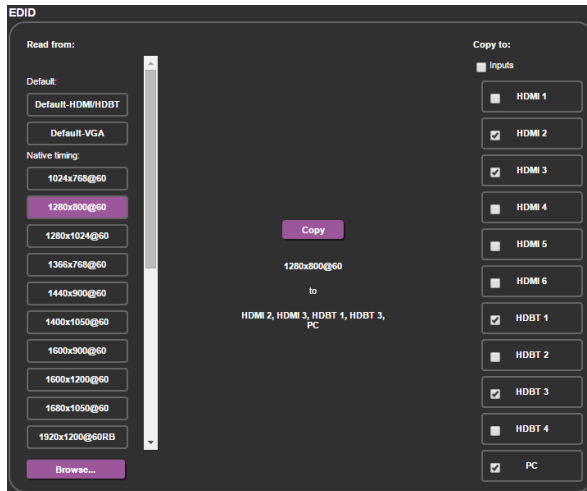 EDID
Read from:
Default:
Default-HDMI/HDBT
Default-VGA
Native timing:
1024x768@60
1280x800@60
1280x1024@60
1366x768@60
1440x900@60
1400x1050@60
1600x900@60
1600x1200@60
1680x1050@60
1920x1200@60RB
Browse...
Copy
1280x800@60
to
HDMI 2, HDMI 3, HDBT 1, HDBT 3,
PC
Copy to:
Inputs
HDMI 1
HDMI 2
HDMI 3
HDMI 4
HDMI 5
HDMI 6
HDBT 1
HDBT 2
HDBT 3
HDBT 4
PC